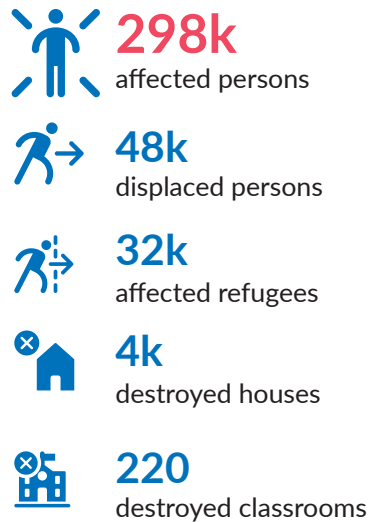 298k
affected persons
48k
displaced persons
32k
affected refugees
4k
destroyed houses
220
destroyed classrooms